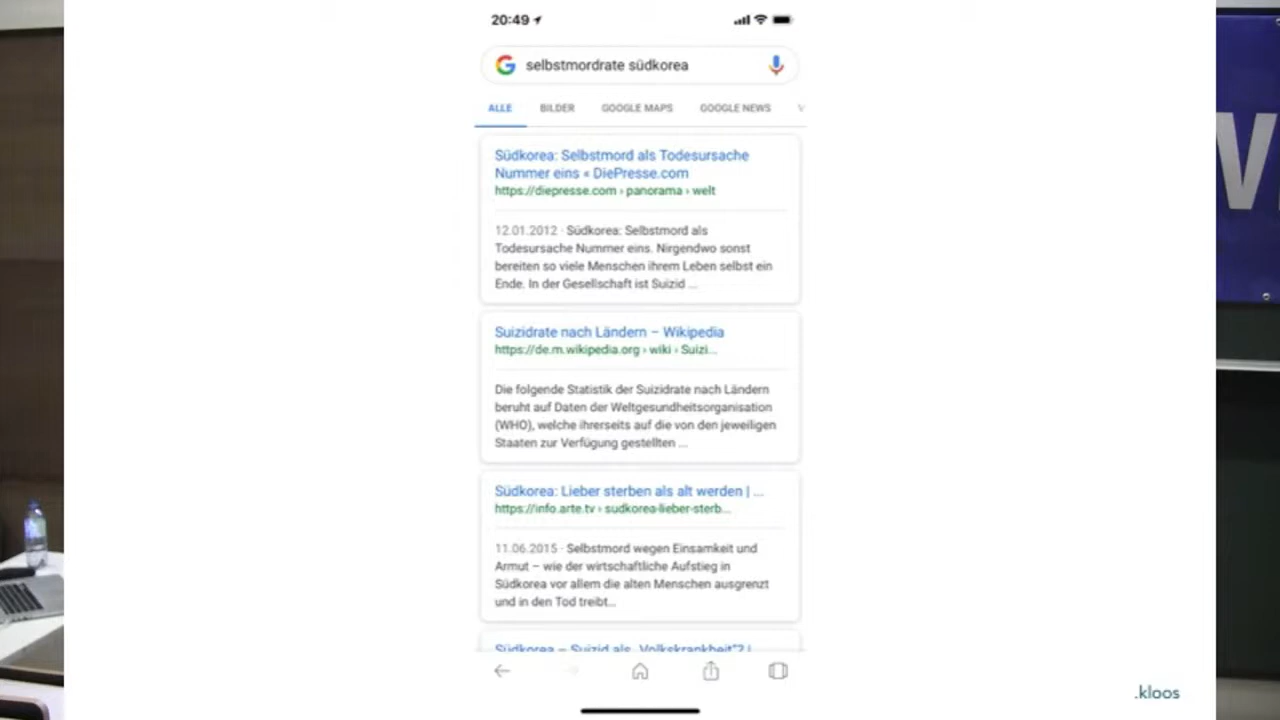 20:49
selbstmordrate südkorea
ALLE BILDER GOOGLE MAPS GOOGLE NEWS V
Südkorea: Selbstmord als Todesursache
Nummer eins « DiePresse.com
https://diepresse.com › panorama › welt
12.01.2012 · Südkorea: Selbstmord als
Todesursache Nummer eins. Nirgendwo sonst
bereiten so viele Menschen ihrem Leben selbst ein
Ende. In der Gesellschaft ist Suizid ...
Suizidrate nach Ländern – Wikipedia
https://de.m.wikipedia.org › wiki › Suizi...
Die folgende Statistik der Suizidrate nach Ländern
beruht auf Daten der Weltgesundheitsorganisation
(WHO), welche ihrerseits auf die von den jeweiligen
Staaten zur Verfügung gestellten ...
Südkorea: Lieber sterben als alt werden | ...
https://info.arte.tv › sudkorea-lieber-sterb...
11.06.2015 · Selbstmord wegen Einsamkeit und
Armut – wie der wirtschaftliche Aufstieg in
Südkorea vor allem die alten Menschen ausgrenzt
und in den Tod treibt...
Südkorea – Suizid als „Volkskrankheit"? |
.kloos